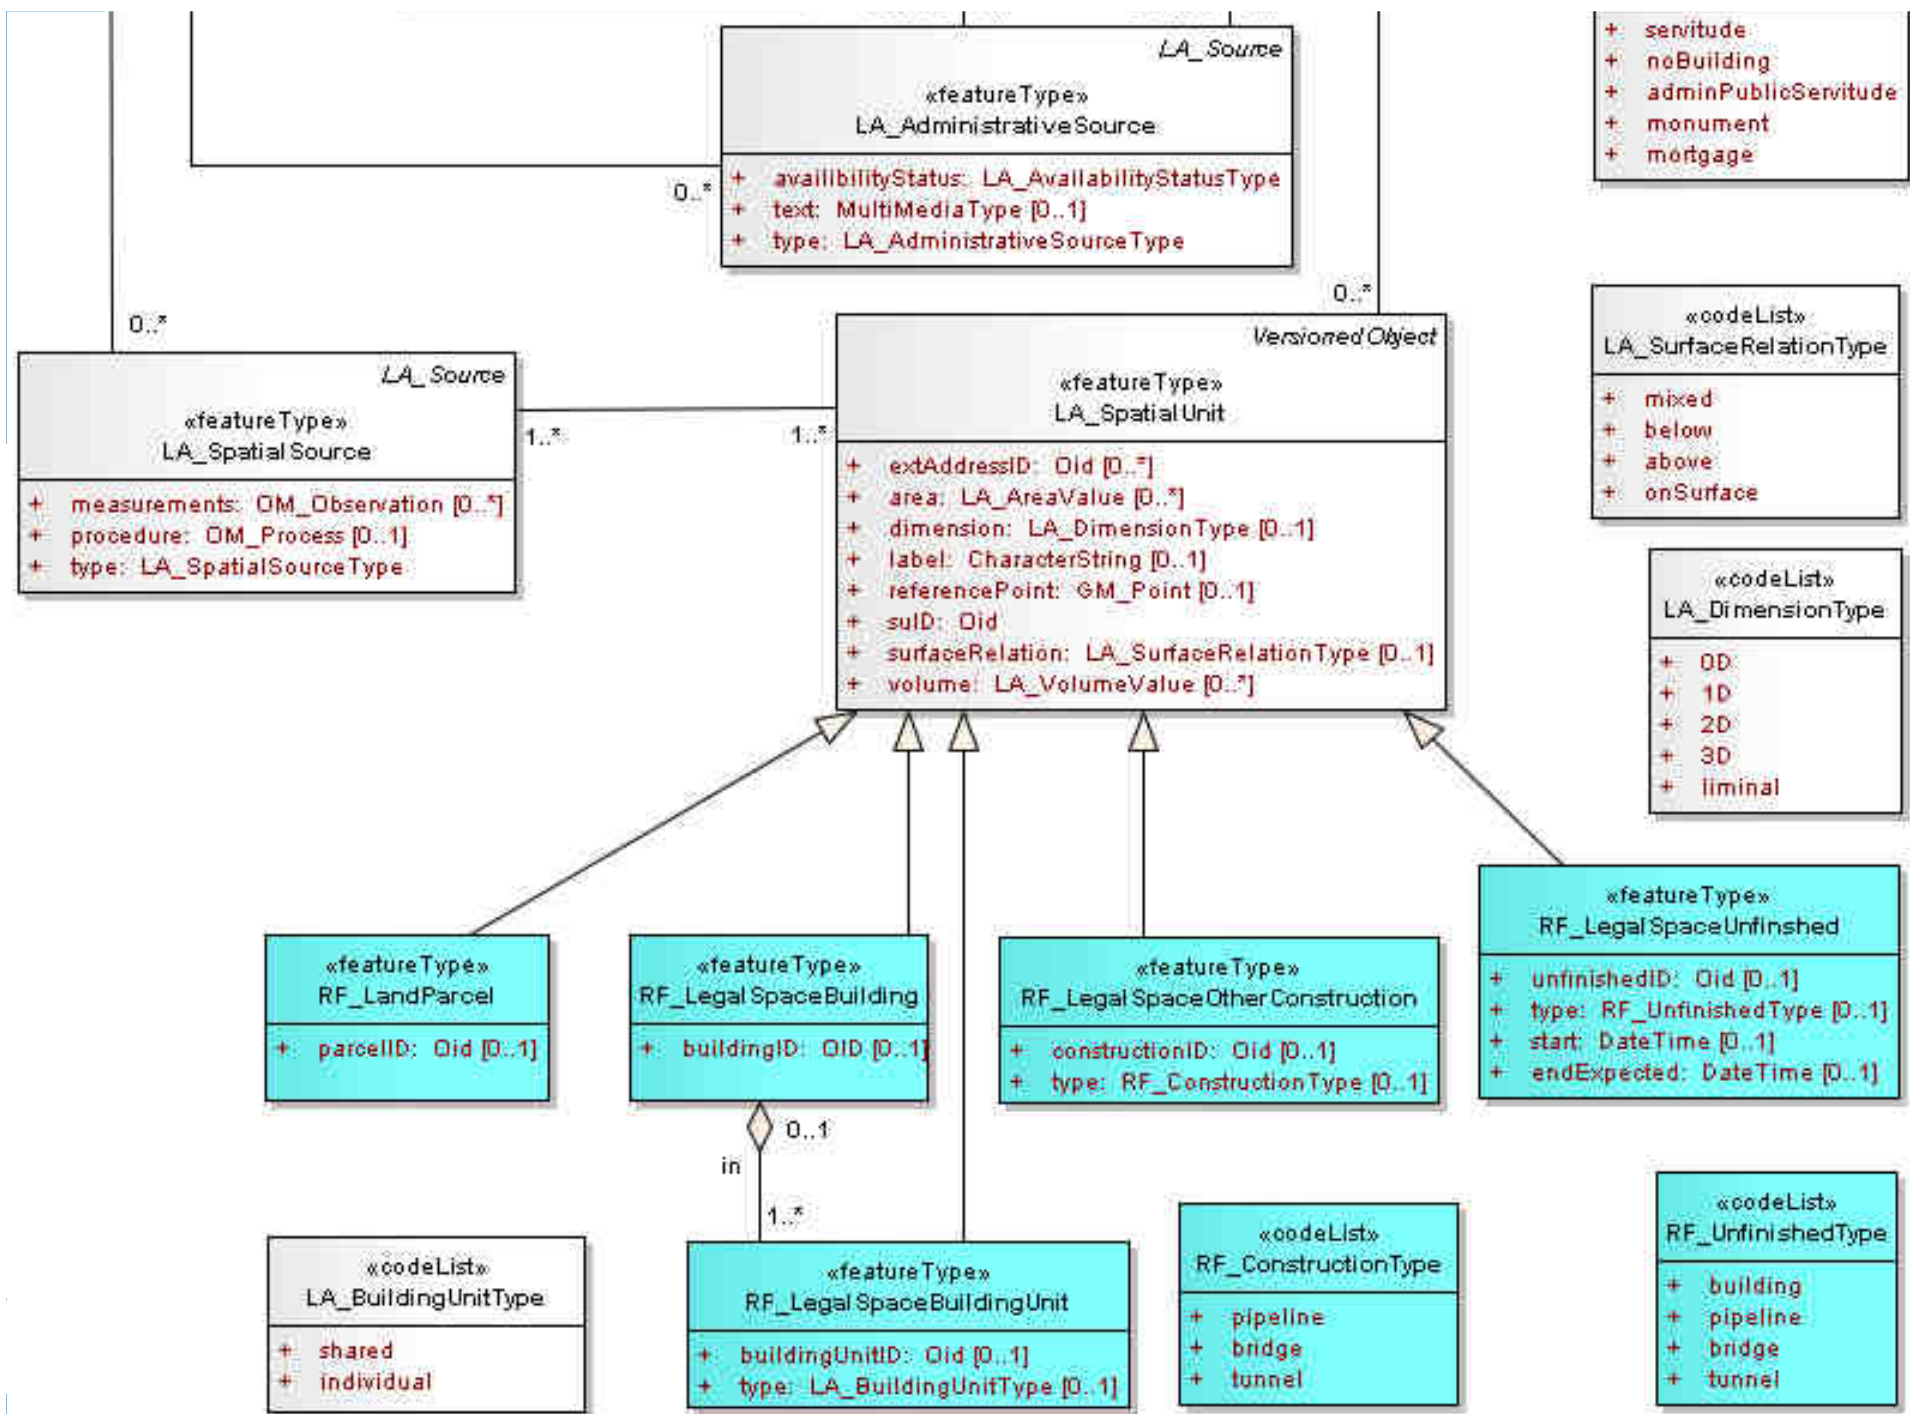 LA_Source
«featureType»
LA_AdministrativeSource
+ availibilityStatus: LA_AvailabilityStatusType
+ text: MultiMediaType [0..1]
+ type: LA_AdministrativeSourceType
0..*
+ servitude
+ noBuilding
+ adminPublicServitude
+ monument
+ mortgage
0..*
0..*
LA_Source
«featureType»
LA_SpatialSource
+ measurements: OM_Observation [0..*]
+ procedure: OM_Process [0..1]
+ type: LA_SpatialSourceType
1..*
1..*
VersionedObject
«featureType»
LA_SpatialUnit
+ extAddressID: Oid [0..*]
+ area: LA_AreaValue [0..*]
+ dimension: LA_DimensionType [0..1]
+ label: CharacterString [0..1]
+ referencePoint: GM_Point [0..1]
+ suID: Oid
+ surfaceRelation: LA_SurfaceRelationType [0..1]
+ volume: LA_VolumeValue [0..*]
«codeList»
LA_SurfaceRelationType
+ mixed
+ below
+ above
+ onSurface
«codeList»
LA_DimensionType
+ 0D
+ 1D
+ 2D
+ 3D
+ liminal
«featureType»
RF_LandParcel
+ parcelID: Oid [0..1]
«featureType»
RF_LegalSpaceBuilding
+ buildingID: OID [0..1]
«featureType»
RF_LegalSpaceOtherConstruction
+ constructionID: Oid [0..1]
+ type: RF_ConstructionType [0..1]
«featureType»
RF_LegalSpaceUnfinshed
+ unfinishedID: Oid [0..1]
+ type: RF_UnfinishedType [0..1]
+ start: DateTime [0..1]
+ endExpected: DateTime [0..1]
0..1
in
1..*
«codeList»
LA_BuildingUnitType
+ shared
+ individual
«featureType»
RF_LegalSpaceBuildingUnit
+ buildingUnitID: Oid [0..1]
+ type: LA_BuildingUnitType [0..1]
«codeList»
RF_ConstructionType
+ pipeline
+ bridge
+ tunnel
«codeList»
RF_UnfinishedType
+ building
+ pipeline
+ bridge
+ tunnel